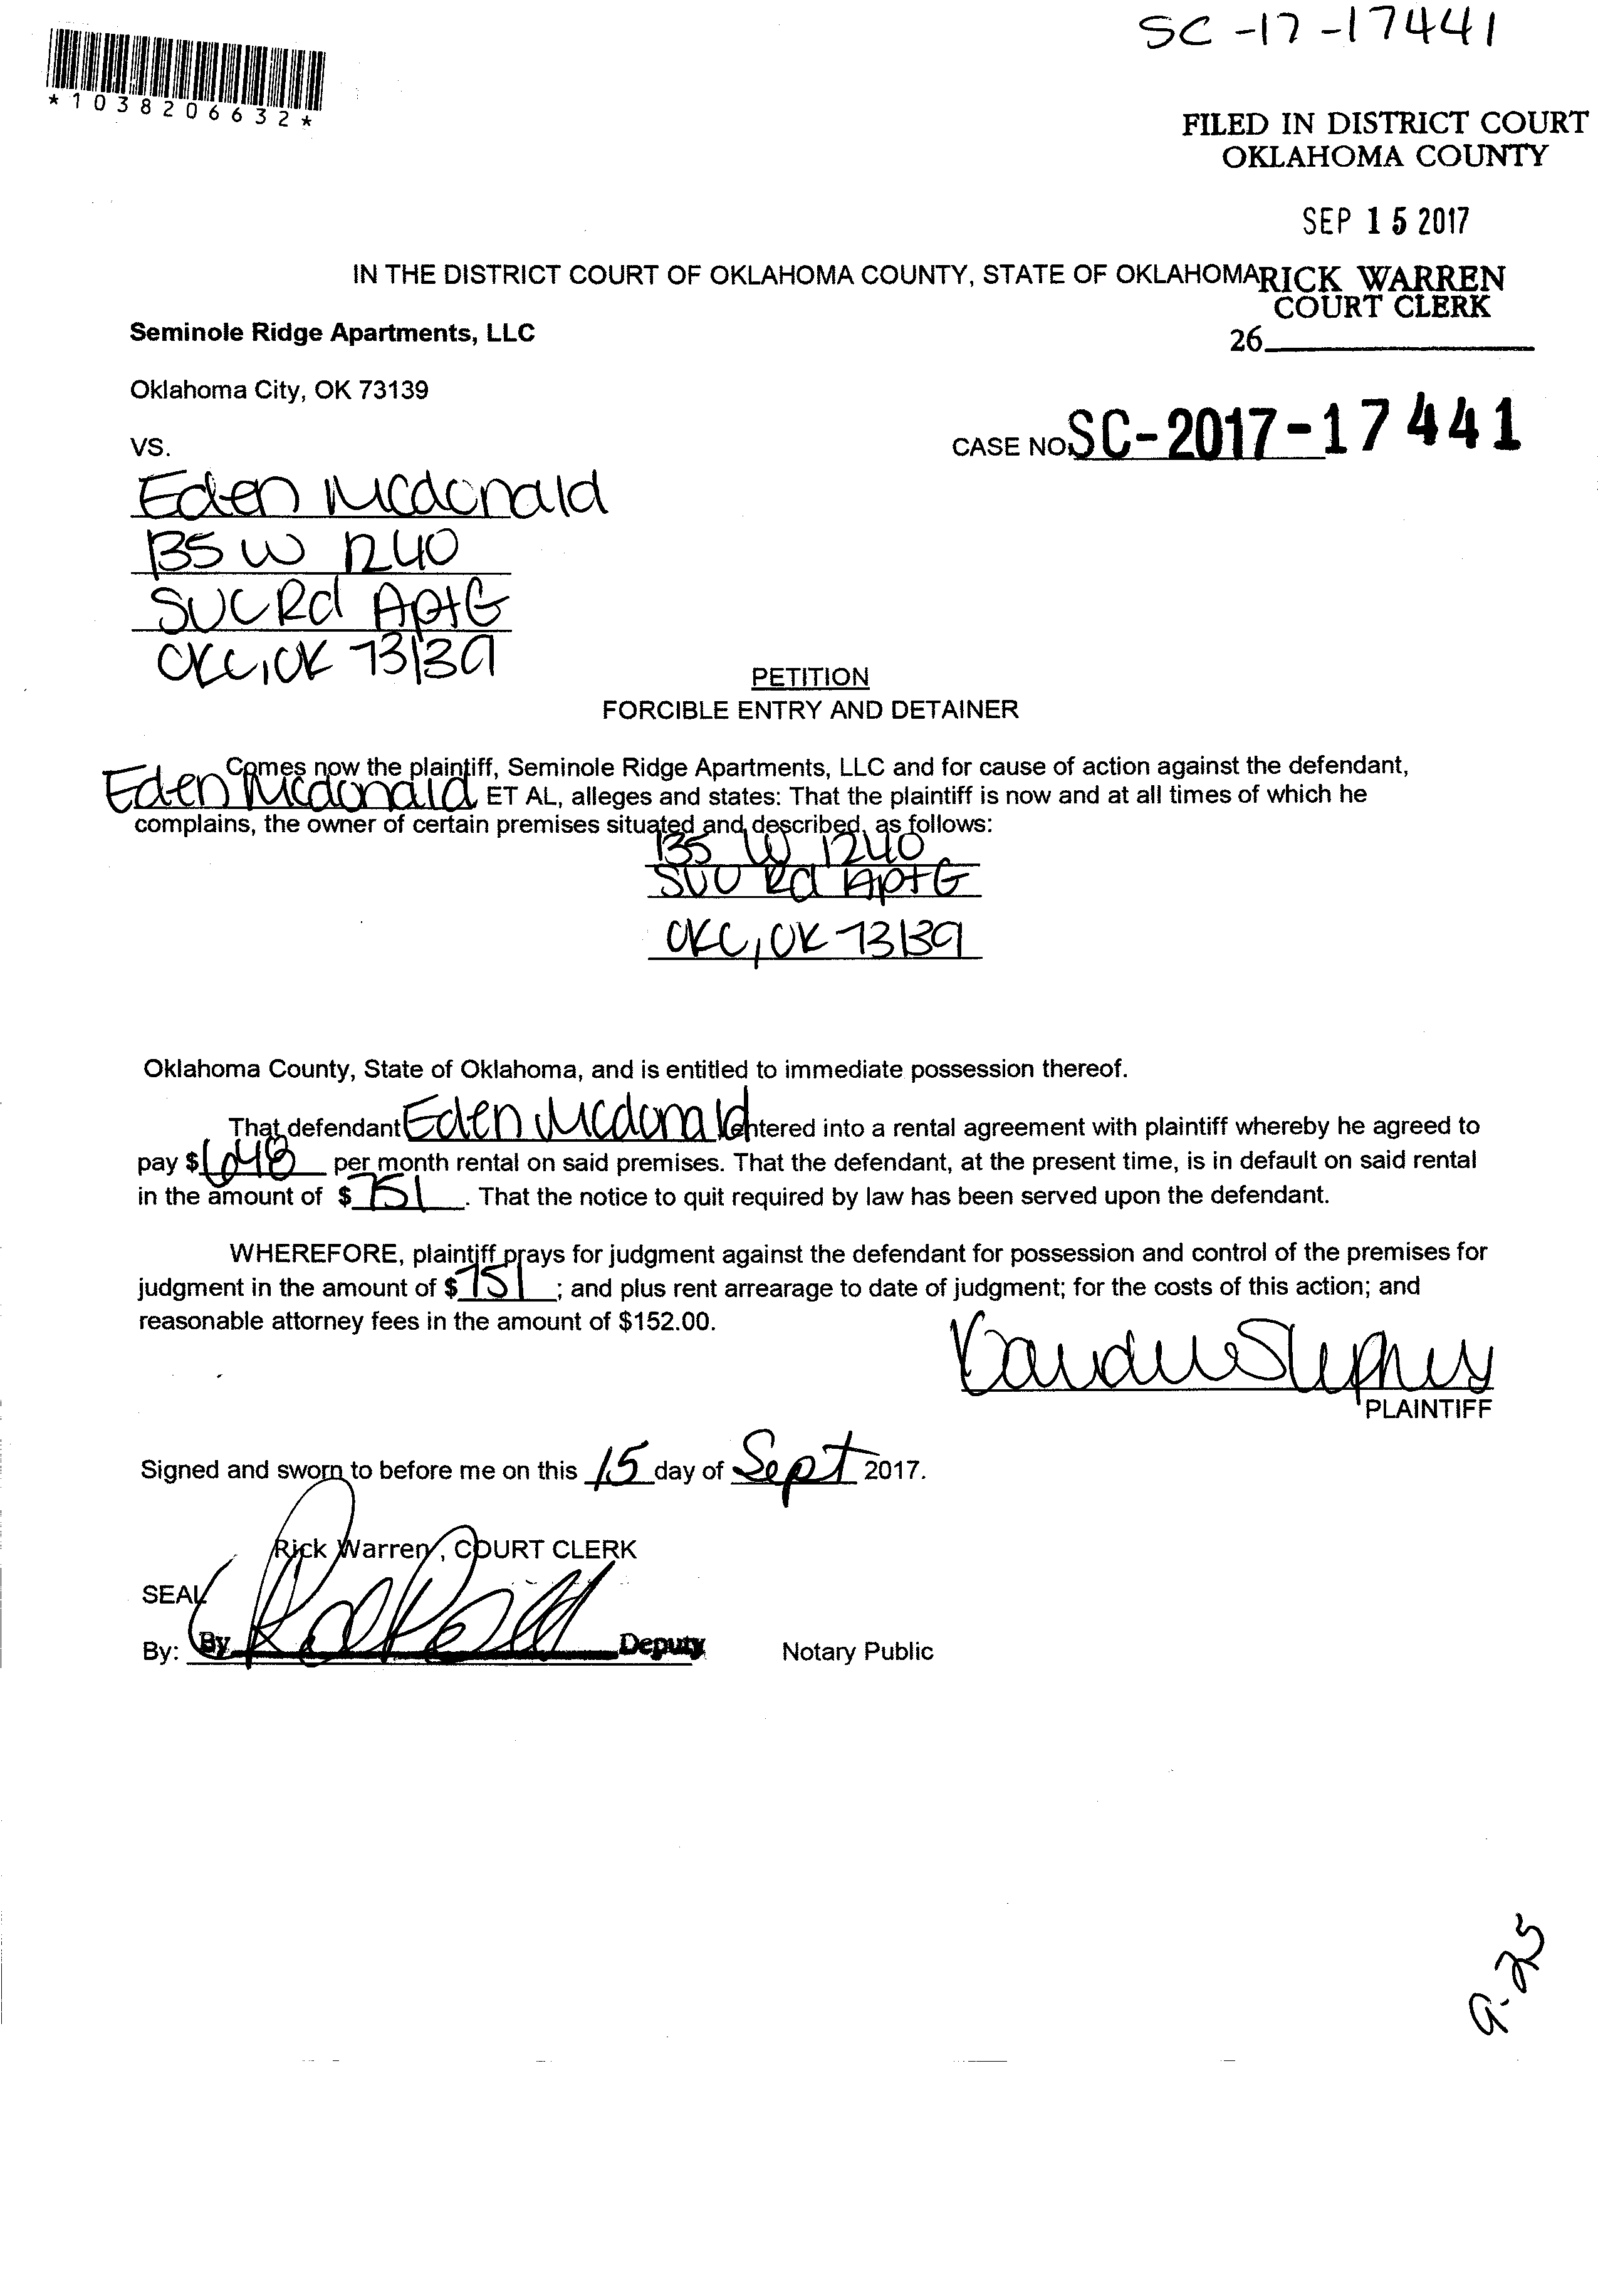 SC-17-17441
*1038206632*
FILED IN DISTRICT COURT
OKLAHOMA COUNTY
SEP 15 2017
IN THE DISTRICT COURT OF OKLAHOMA COUNTY, STATE OF OKLAHOMA
RICK WARREN
COURT CLERK
26
Seminole Ridge Apartments, LLC
Oklahoma City, OK 73139
VS.
CASE NO. SC-2017-17441
Eden Mcdonald
135 W I240
SVC Rd Apt G
OKC, OK 73139
PETITION
FORCIBLE ENTRY AND DETAINER
Comes now the plaintiff, Seminole Ridge Apartments, LLC and for cause of action against the defendant,
Eden Mcdonald ET AL, alleges and states: That the plaintiff is now and at all times of which he
complains, the owner of certain premises situated and described, as follows:
135 W I240
SVC Rd Apt G
OKC, OK 73139
Oklahoma County, State of Oklahoma, and is entitled to immediate possession thereof.
That defendant Eden Mcdonald entered into a rental agreement with plaintiff whereby he agreed to
pay $ per month rental on said premises. That the defendant, at the present time, is in default on said rental
in the amount of $751. That the notice to quit required by law has been served upon the defendant.
WHEREFORE, plaintiff prays for judgment against the defendant for possession and control of the premises for
judgment in the amount of $751; and plus rent arrearage to date of judgment; for the costs of this action; and
reasonable attorney fees in the amount of $152.00.
PLAINTIFF
Signed and sworn to before me on this 15 day of Sept 2017.
Rick Warren, COURT CLERK
SEAL
By: By Deputy Notary Public
9-25